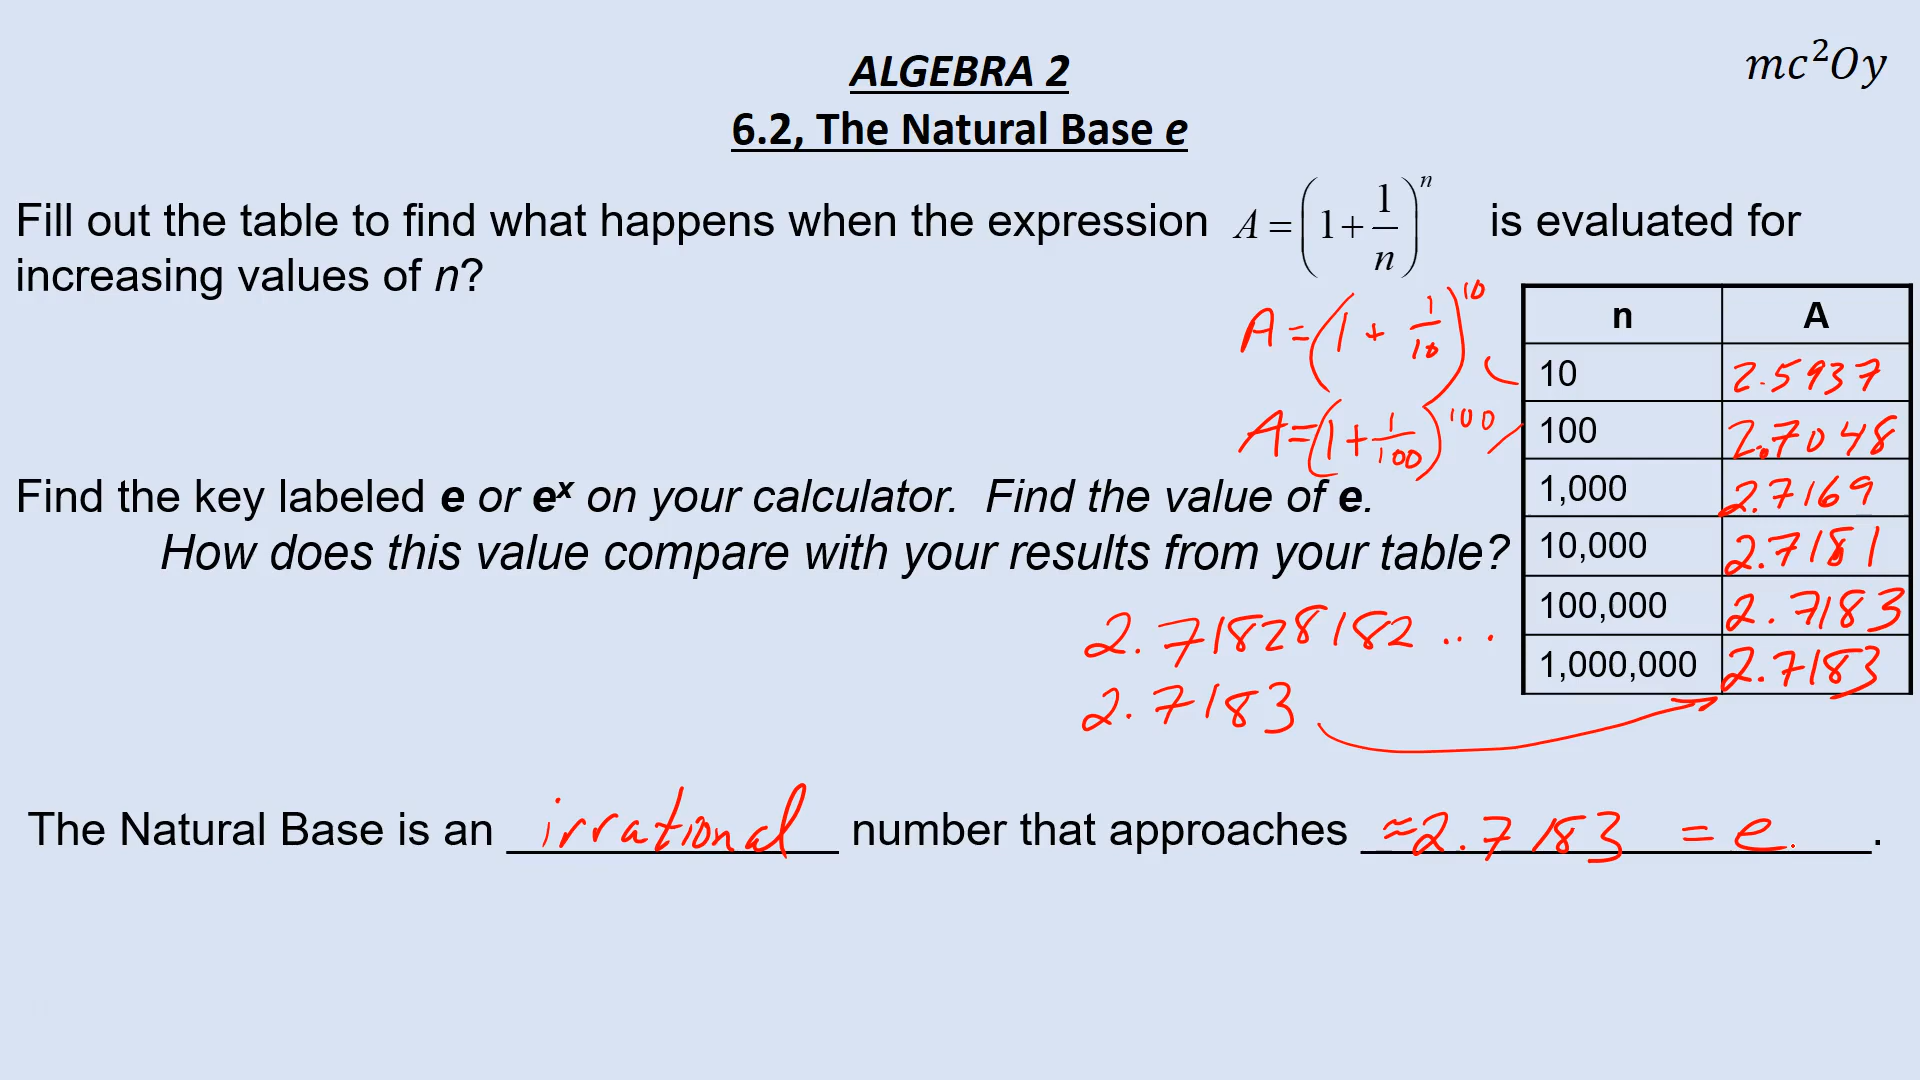 mc²Oy
ALGEBRA 2
6.2, The Natural Base e
Fill out the table to find what happens when the expression A = (1 + 1/n)ⁿ is evaluated for
increasing values of n?
A = (1 + 1/10)¹⁰
A = (1 + 1/100)¹⁰⁰
n A
10 2.5937
100 2.7048
1,000 2.7169
10,000 2.7181
100,000 2.7183
1,000,000 2.7183
Find the key labeled e or eˣ on your calculator. Find the value of e.
How does this value compare with your results from your table?
2.71828182 ...
2.7183
The Natural Base is an irrational number that approaches ≈2.7183 = e.